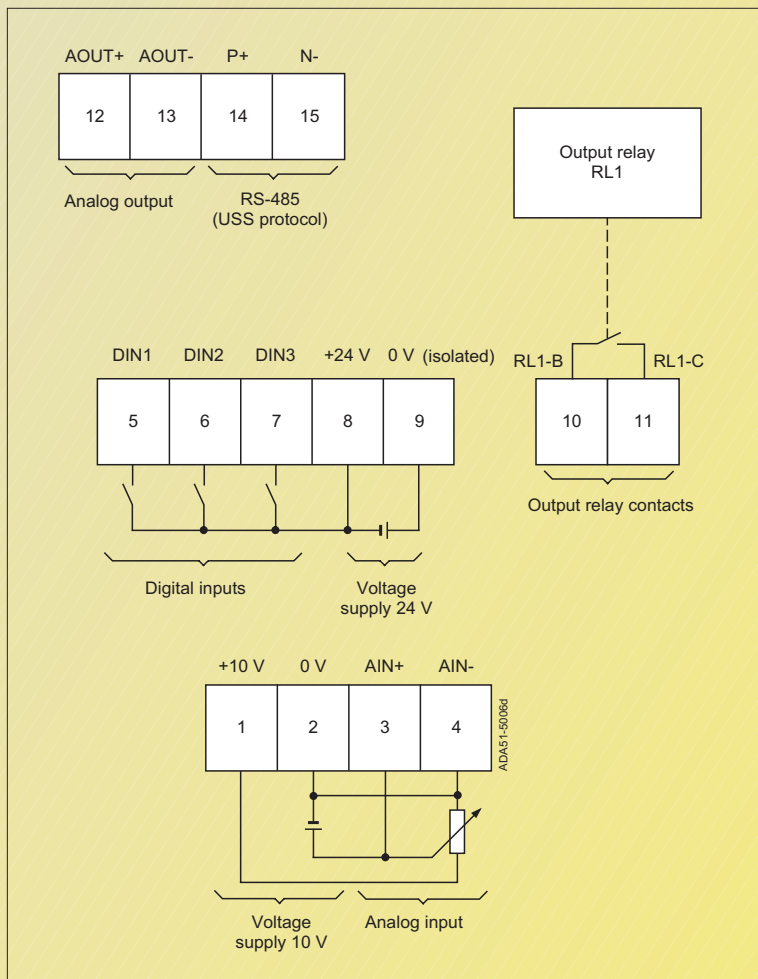 AOUT+ AOUT- P+ N-
12 13 14 15
Analog output
RS-485
(USS protocol)
Output relay
RL1
RL1-B RL1-C
10 11
Output relay contacts
DIN1 DIN2 DIN3 +24 V 0 V (isolated)
5 6 7 8 9
Digital inputs
Voltage
supply 24 V
+10 V 0 V AIN+ AIN-
1 2 3 4
ADA51-5006d
Voltage
supply 10 V
Analog input